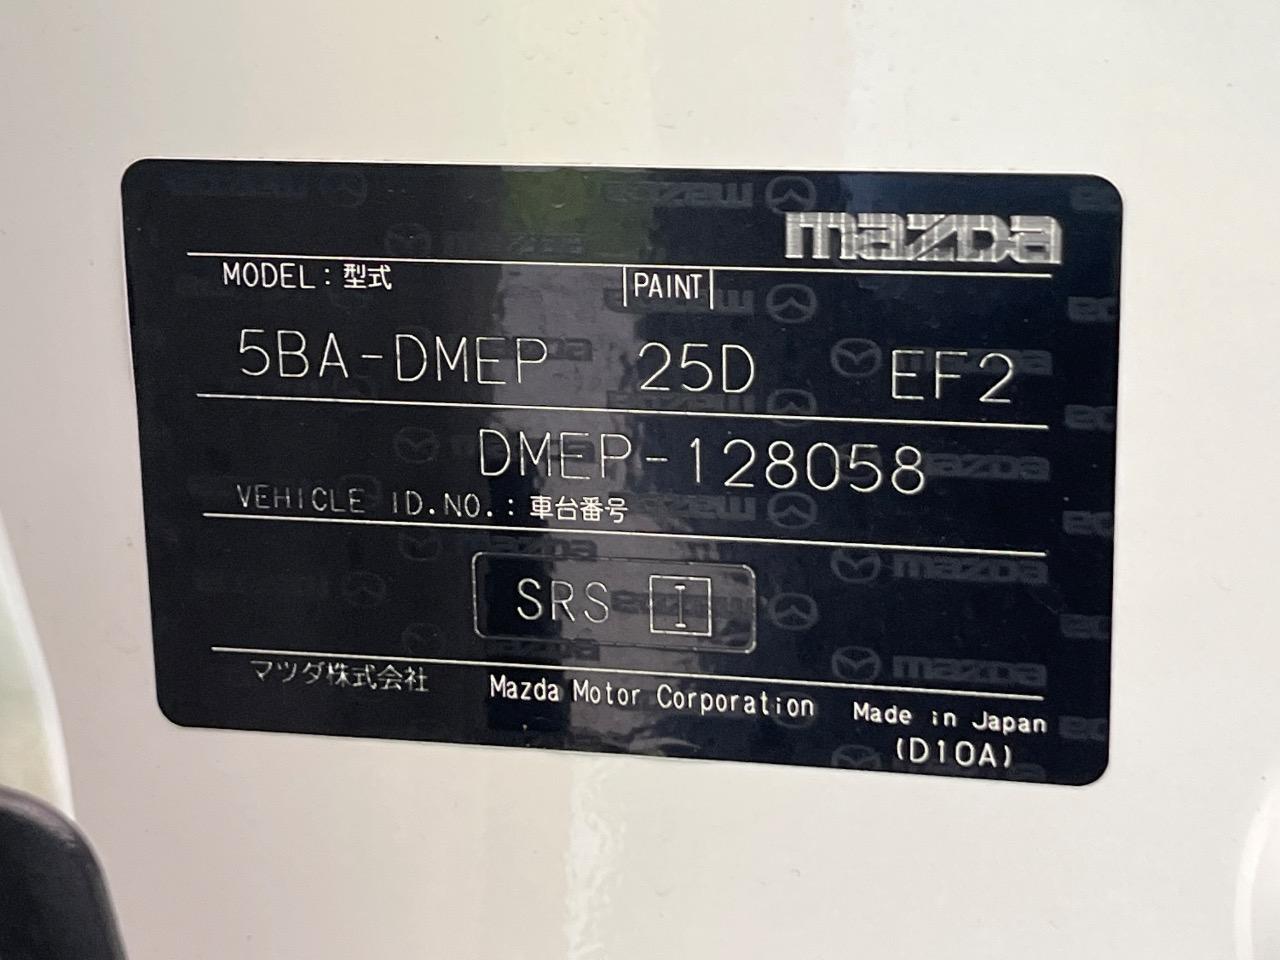 mazda
MODEL：型式 PAINT
5BA-DMEP 25D EF2
DMEP-128058
VEHICLE ID.NO.：車台番号
SRS I
マツダ株式会社 Mazda Motor Corporation Made in Japan
(D10A)